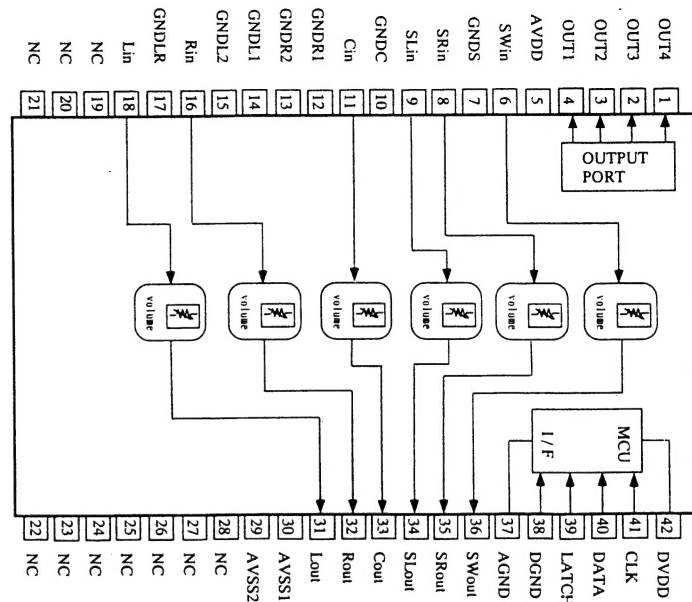 NC
NC
NC
Lin
GNDLR
Rin
GNDL2
GNDL1
GNDR2
GNDR1
Cin
GNDC
SLin
SRin
GNDS
SWin
AVDD
OUT1
OUT2
OUT3
OUT4
21
20
19
18
17
16
15
14
13
12
11
10
9
8
7
6
5
4
3
2
1
OUTPUT
PORT
volume
volume
volume
volume
volume
volume
MCU
I/F
22
23
24
25
26
27
28
29
30
31
32
33
34
35
36
37
38
39
40
41
42
NC
NC
NC
NC
NC
NC
NC
AVSS2
AVSS1
Lout
Rout
Cout
SLout
SRout
SWout
AGND
DGND
LATCH
DATA
CLK
DVDD